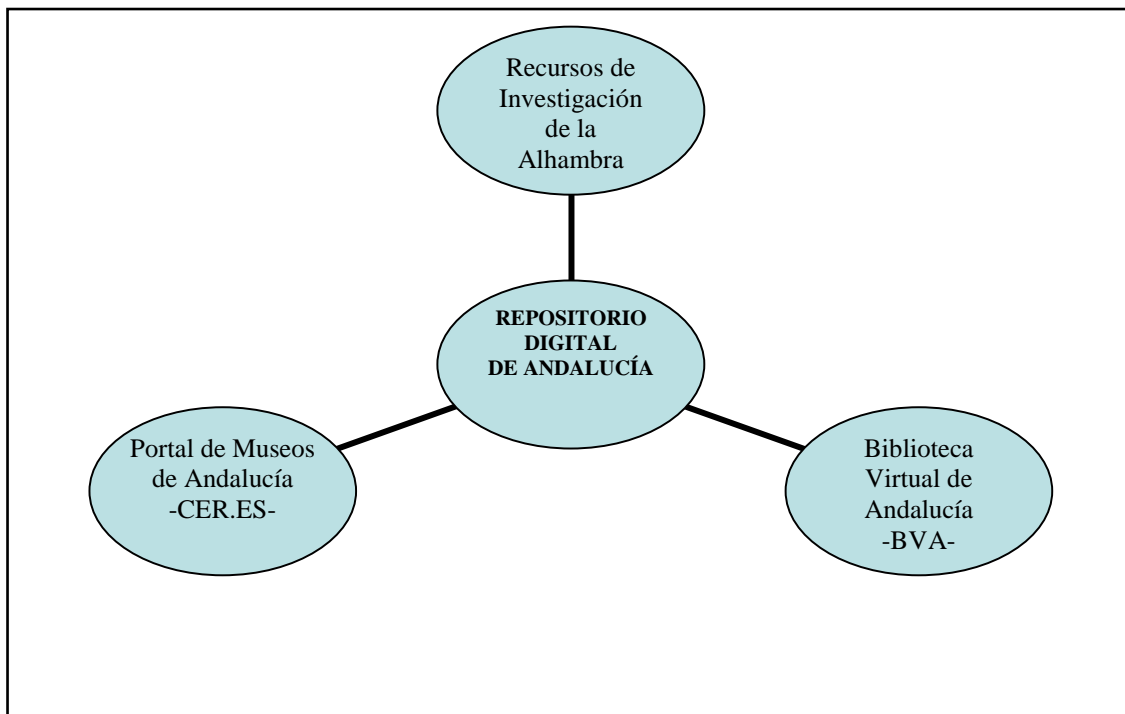 Recursos de
Investigación
de la
Alhambra
REPOSITORIO
DIGITAL
DE ANDALUCÍA
Portal de Museos
de Andalucía
-CER.ES-
Biblioteca
Virtual de
Andalucía
-BVA-